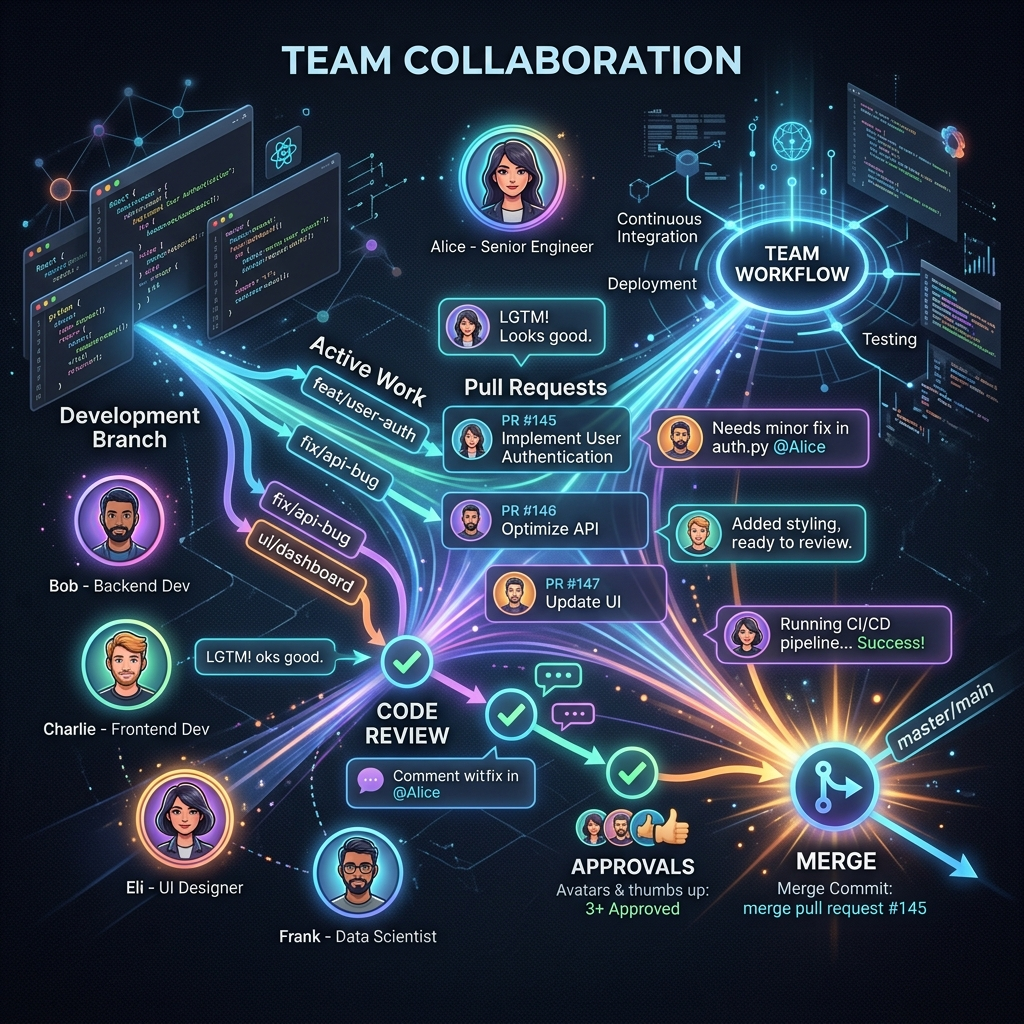 TEAM COLLABORATION
Alice - Senior Engineer
Continuous
Integration
TEAM
WORKFLOW
Deployment
Testing
LGTM!
Looks good.
Active Work
Pull Requests
Development
Branch
feat/user-auth
fix/api-bug
fix/api-bug
ui/dashboard
PR #145
Implement User
Authentication
Needs minor fix in
auth.py @Alice
PR #146
Optimize API
Added styling,
ready to review.
PR #147
Update UI
Running CI/CD
pipeline... Success!
Bob - Backend Dev
LGTM! oks good.
Charlie - Frontend Dev
CODE
REVIEW
Comment witfix in
@Alice
master/main
Eli - UI Designer
Frank - Data Scientist
APPROVALS
Avatars & thumbs up:
3+ Approved
MERGE
Merge Commit:
merge pull request #145